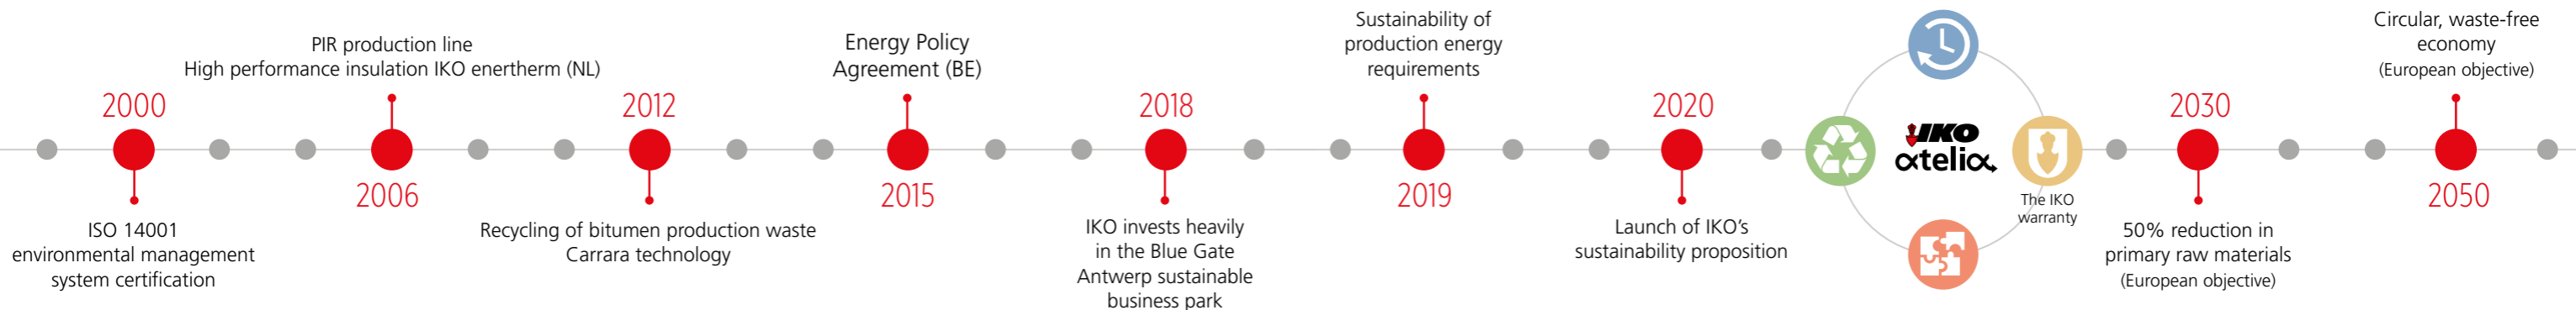 2000
ISO 14001
environmental management
system certification
PIR production line
High performance insulation IKO enertherm (NL)
2006
2012
Recycling of bitumen production waste
Carrara technology
Energy Policy
Agreement (BE)
2015
2018
IKO invests heavily
in the Blue Gate
Antwerp sustainable
business park
Sustainability of
production energy
requirements
2019
2020
Launch of IKO’s
sustainability proposition
IKO
αtelia
The IKO
warranty
2030
50% reduction in
primary raw materials
(European objective)
Circular, waste-free
economy
(European objective)
2050